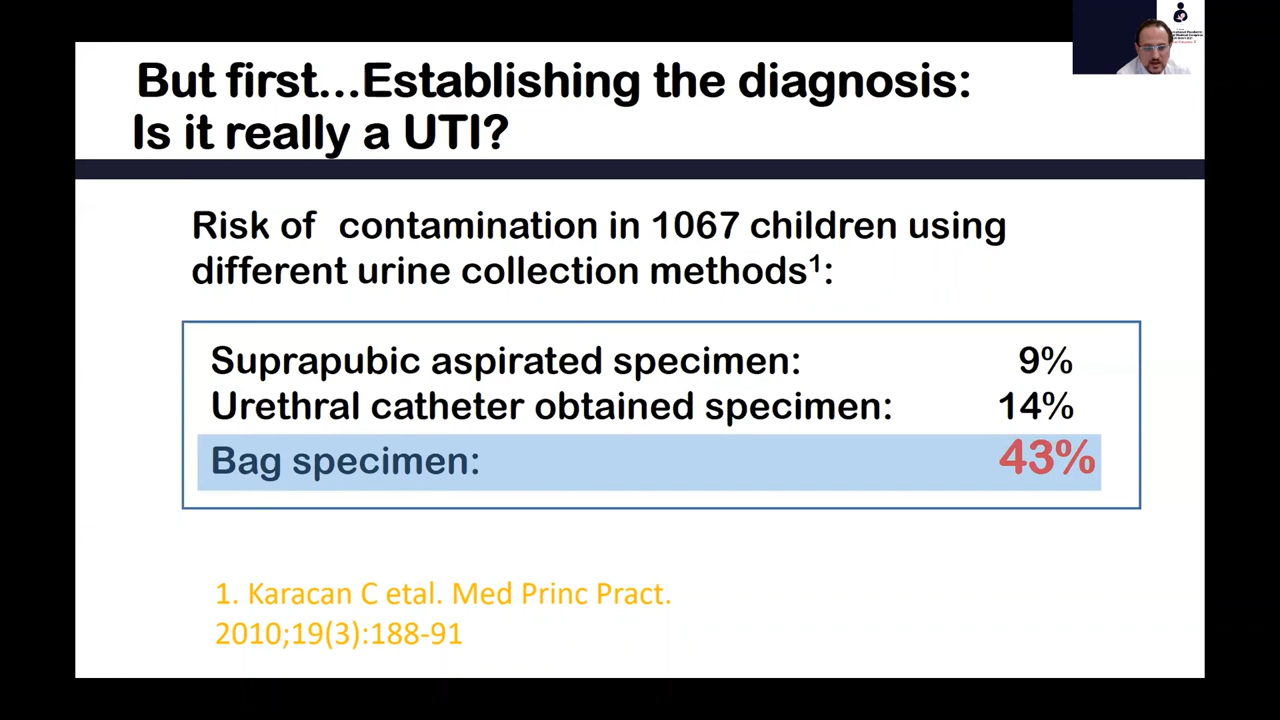 But first...Establishing the diagnosis:
Is it really a UTI?
Risk of contamination in 1067 children using
different urine collection methods¹:
Suprapubic aspirated specimen: 9%
Urethral catheter obtained specimen: 14%
Bag specimen: 43%
1. Karacan C etal. Med Princ Pract.
2010;19(3):188-91